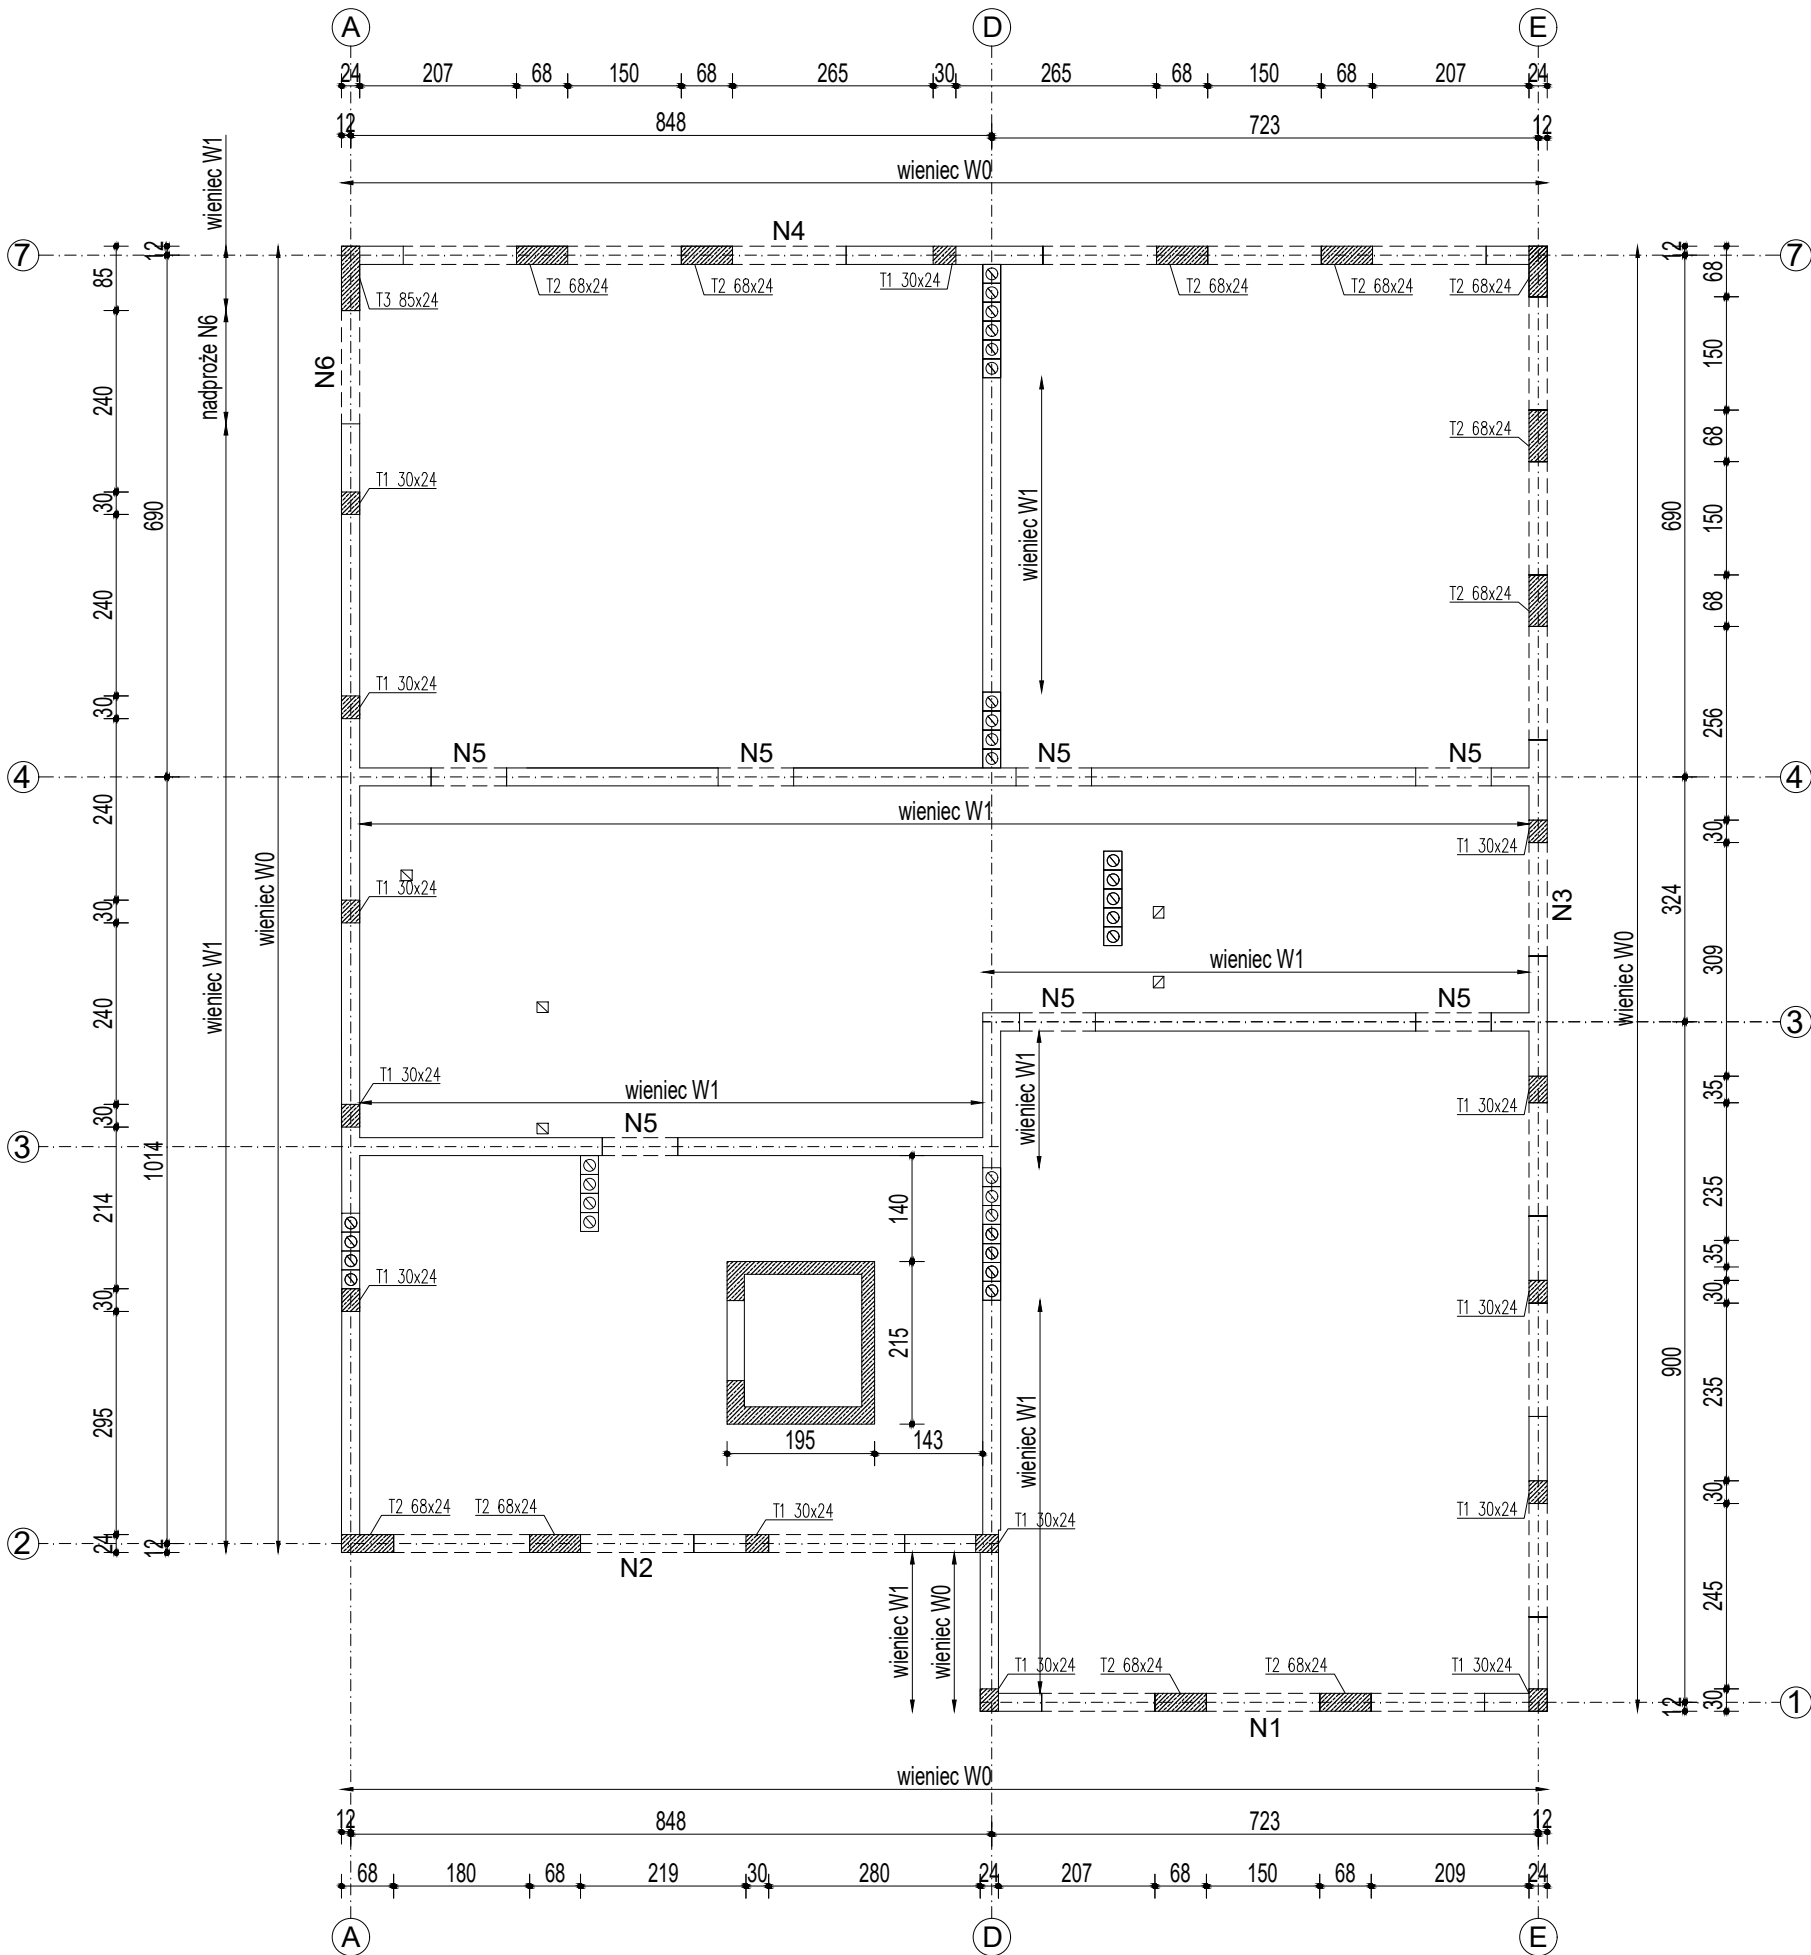 A D E
24 207 68 150 68 265 30 265 68 150 68 207 24
12 848 723 12
wieniec W0
N4
7 7
T3 85x24
T2 68x24
T2 68x24
T1 30x24
T2 68x24
T2 68x24
T2 68x24
wieniec W1
nadproże N6
wieniec W1
wieniec W0
N6
12
690
1014
12
85
240
30
240
30
240
30
240
30
214
30
295
24
T1 30x24
T1 30x24
wieniec W1
T2 68x24
T2 68x24
N5 N5 N5 N5
4 4
wieniec W1
T1 30x24
T1 30x24
N3
wieniec W0
12
690
324
900
12
68
150
68
150
68
256
30
309
35
235
35
30
235
30
245
30
wieniec W1
N5 N5
3
T1 30x24
wieniec W1
wieniec W1
N5
3
T1 30x24
140
215
195 143
T1 30x24
T1 30x24
wieniec W1
T1 30x24
T2 68x24
T2 68x24
T1 30x24
T1 30x24
2
N2
wieniec W1
wieniec W0
T1 30x24
T2 68x24
T2 68x24
T1 30x24
1
N1
wieniec W0
12 848 723 12
68 180 68 219 30 280 24 207 68 150 68 209 24
A D E